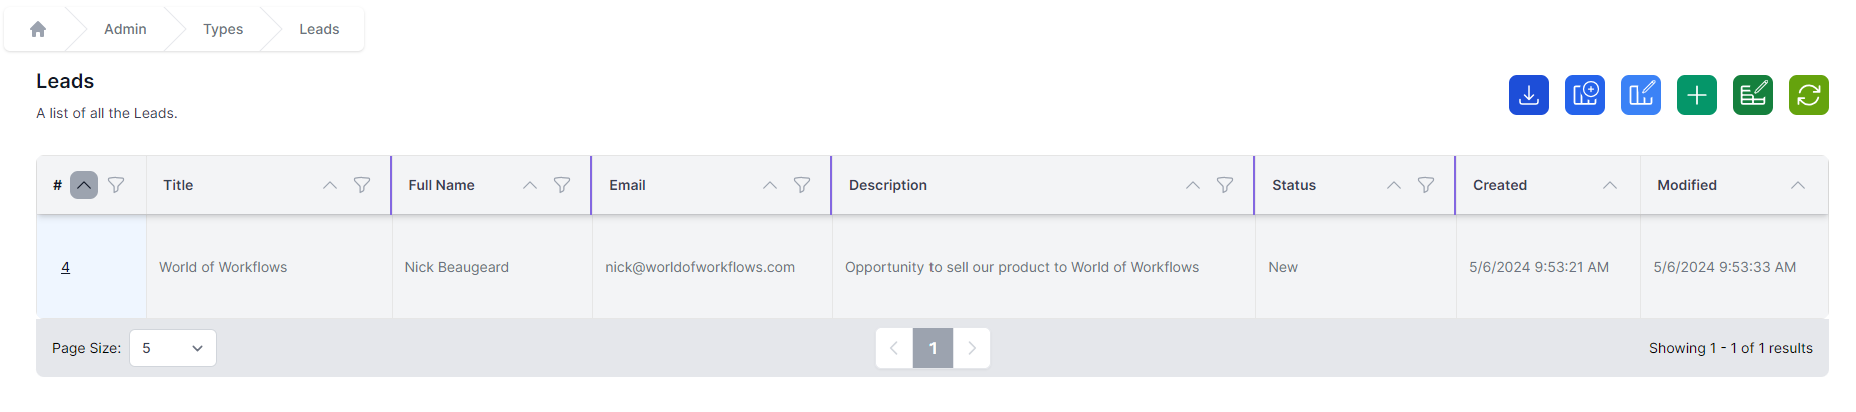 Admin Types Leads
Leads
A list of all the Leads.
# Title Full Name Email Description Status Created Modified
4 World of Workflows Nick Beaugeard nick@worldofworkflows.com Opportunity to sell our product to World of Workflows New 5/6/2024 9:53:21 AM 5/6/2024 9:53:33 AM
Page Size: 5 1 Showing 1 - 1 of 1 results